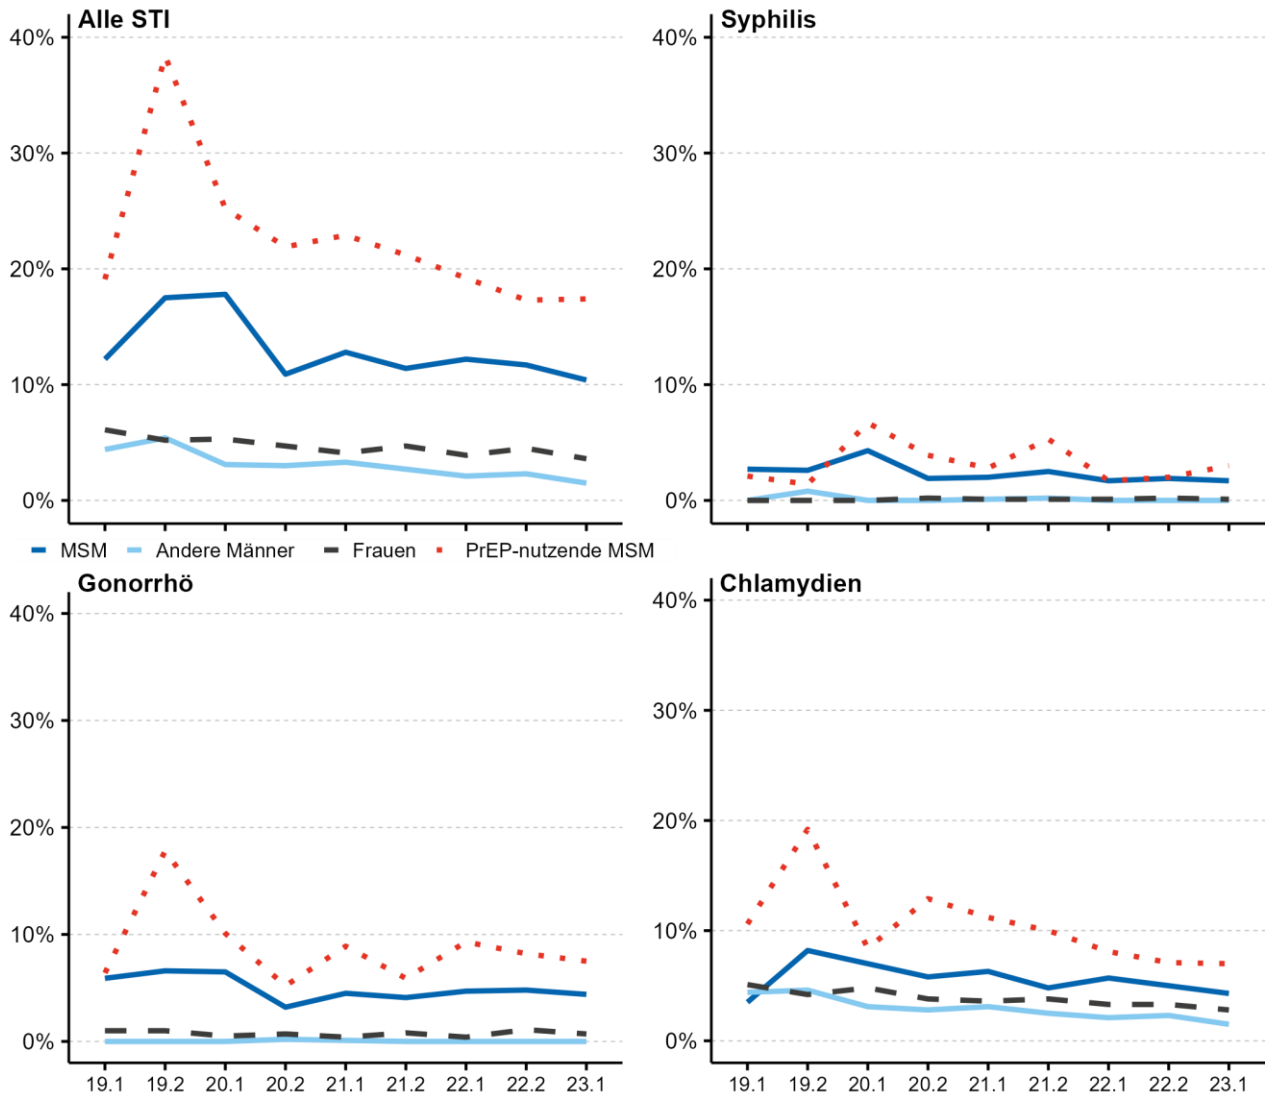 Alle STI
40%
30%
20%
10%
0%
Syphilis
40%
30%
20%
10%
0%
MSM Andere Männer Frauen PrEP-nutzende MSM
Gonorrhö
40%
30%
20%
10%
0%
19.1 19.2 20.1 20.2 21.1 21.2 22.1 22.2 23.1
Chlamydien
40%
30%
20%
10%
0%
19.1 19.2 20.1 20.2 21.1 21.2 22.1 22.2 23.1